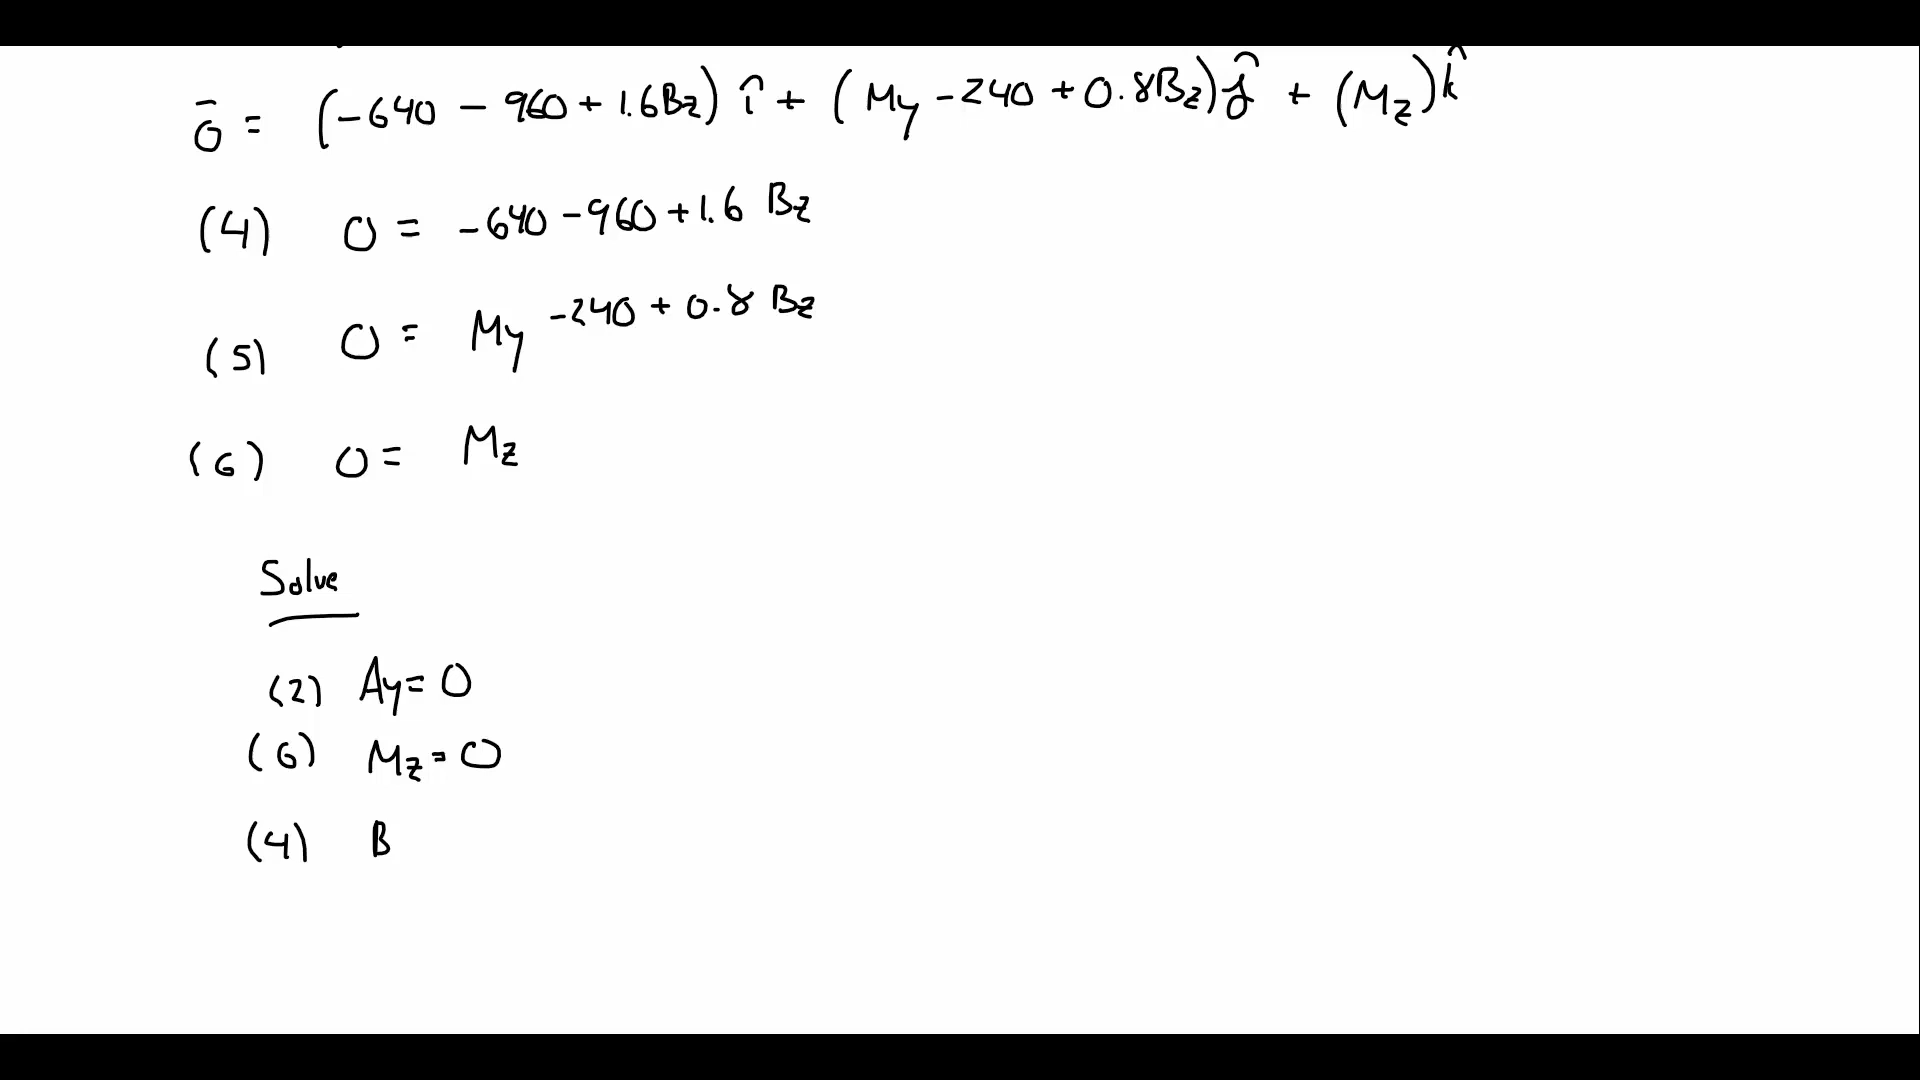 0̄ = (-640 - 960 + 1.6Bz) î + (My - 240 + 0.8Bz) ĵ + (Mz) k̂
(4) 0 = -640 - 960 + 1.6 Bz
(5) 0 = My - 240 + 0.8 Bz
(6) 0 = Mz
Solve
(2) Ay = 0
(6) Mz = 0
(4) B